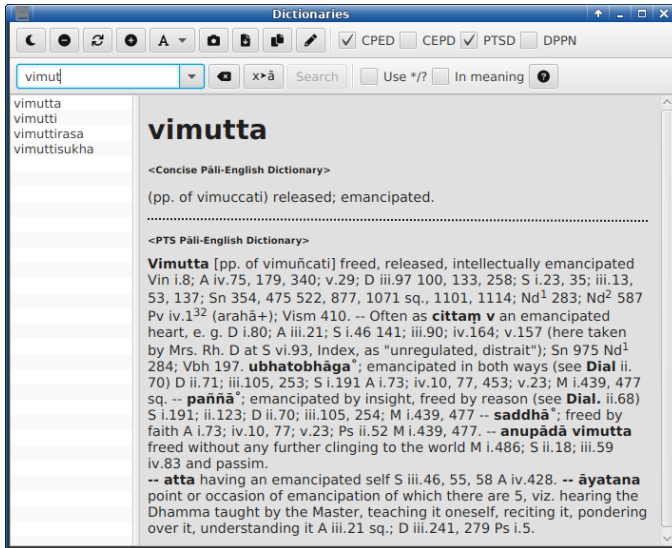 Dictionaries
A
CPED CEPD PTSD DPPN
vimut x➤ā Search Use */? In meaning ?
vimutta
vimutti
vimuttirasa
vimuttisukha
vimutta
<Concise Pāli-English Dictionary>
(pp. of vimuccati) released; emancipated.
<PTS Pāli-English Dictionary>
Vimutta [pp. of vimuñcati] freed, released, intellectually emancipated
Vin i.8; A iv.75, 179, 340; v.29; D iii.97 100, 133, 258; S i.23, 35; iii.13,
53, 137; Sn 354, 475 522, 877, 1071 sq., 1101, 1114; Nd¹ 283; Nd² 587
Pv iv.1³² (arahā+); Vism 410. -- Often as cittaṃ v an emancipated
heart, e. g. D i.80; A iii.21; S i.46 141; iii.90; iv.164; v.157 (here taken
by Mrs. Rh. D at S vi.93, Index, as "unregulated, distrait"); Sn 975 Nd¹
284; Vbh 197. ubhatobhāga˚; emancipated in both ways (see Dial ii.
70) D ii.71; iii.105, 253; S i.191 A i.73; iv.10, 77, 453; v.23; M i.439, 477
sq. -- paññā˚; emancipated by insight, freed by reason (see Dial. ii.68)
S i.191; ii.123; D ii.70; iii.105, 254; M i.439, 477 -- saddhā˚; freed by
faith A i.73; iv.10, 77; v.23; Ps ii.52 M i.439, 477. -- anupādā vimutta
freed without any further clinging to the world M i.486; S ii.18; iii.59
iv.83 and passim.
-- atta having an emancipated self S iii.46, 55, 58 A iv.428. -- āyatana
point or occasion of emancipation of which there are 5, viz. hearing the
Dhamma taught by the Master, teaching it oneself, reciting it, pondering
over it, understanding it A iii.21 sq.; D iii.241, 279 Ps i.5.